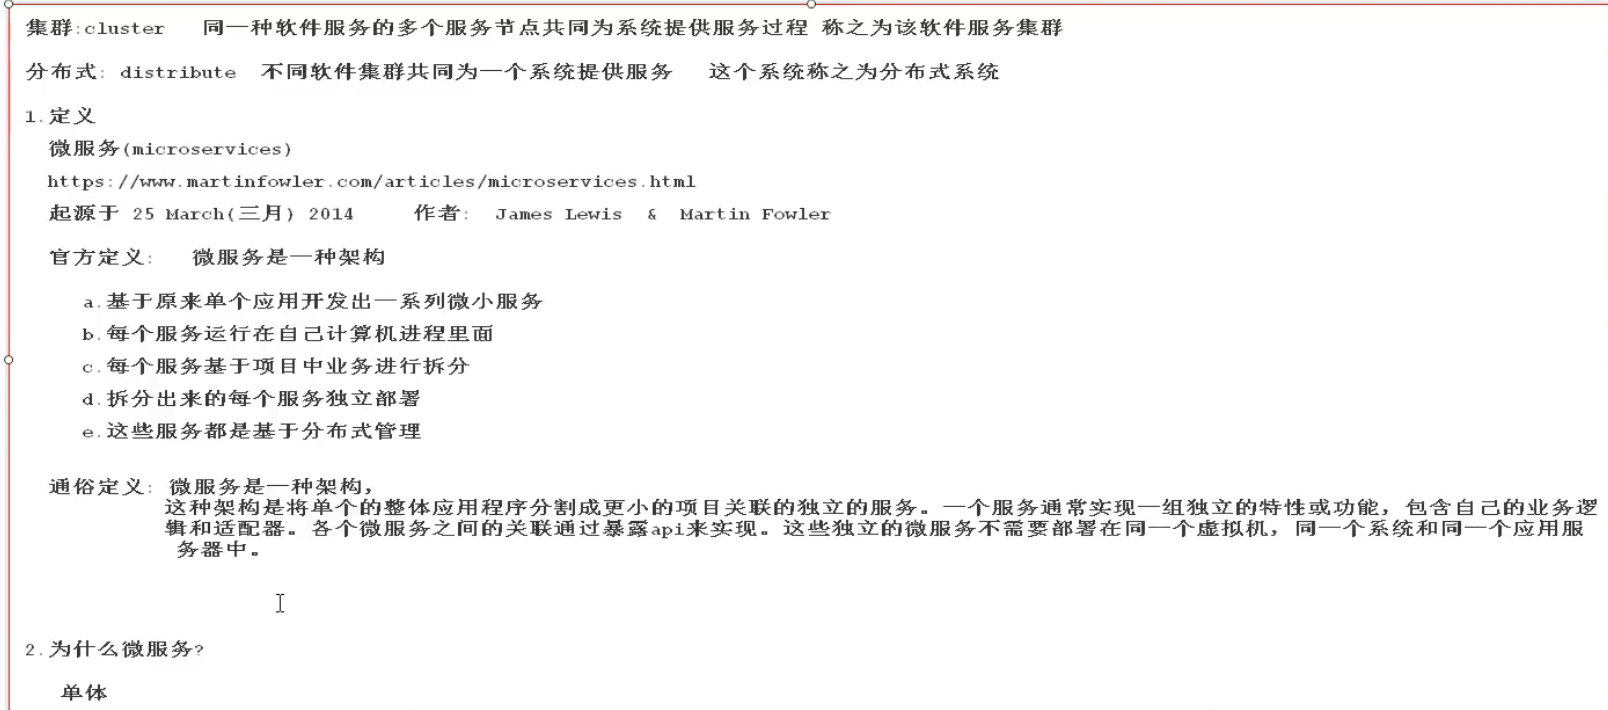 集群:cluster 同一种软件服务的多个服务节点共同为系统提供服务过程 称之为该软件服务集群
分布式: distribute 不同软件集群共同为一个系统提供服务 这个系统称之为分布式系统
1.定义
微服务(microservices)
https://www.martinfowler.com/articles/microservices.html
起源于 25 March(三月) 2014 作者: James Lewis & Martin Fowler
官方定义: 微服务是一种架构
a.基于原来单个应用开发出一系列微小服务
b.每个服务运行在自己计算机进程里面
c.每个服务基于项目中业务进行拆分
d.拆分出来的每个服务独立部署
e.这些服务都是基于分布式管理
通俗定义: 微服务是一种架构，
这种架构是将单个的整体应用程序分割成更小的项目关联的独立的服务。一个服务通常实现一组独立的特性或功能，包含自己的业务逻
辑和适配器。各个微服务之间的关联通过暴露api来实现。这些独立的微服务不需要部署在同一个虚拟机，同一个系统和同一个应用服
务器中。
2.为什么微服务?
单体